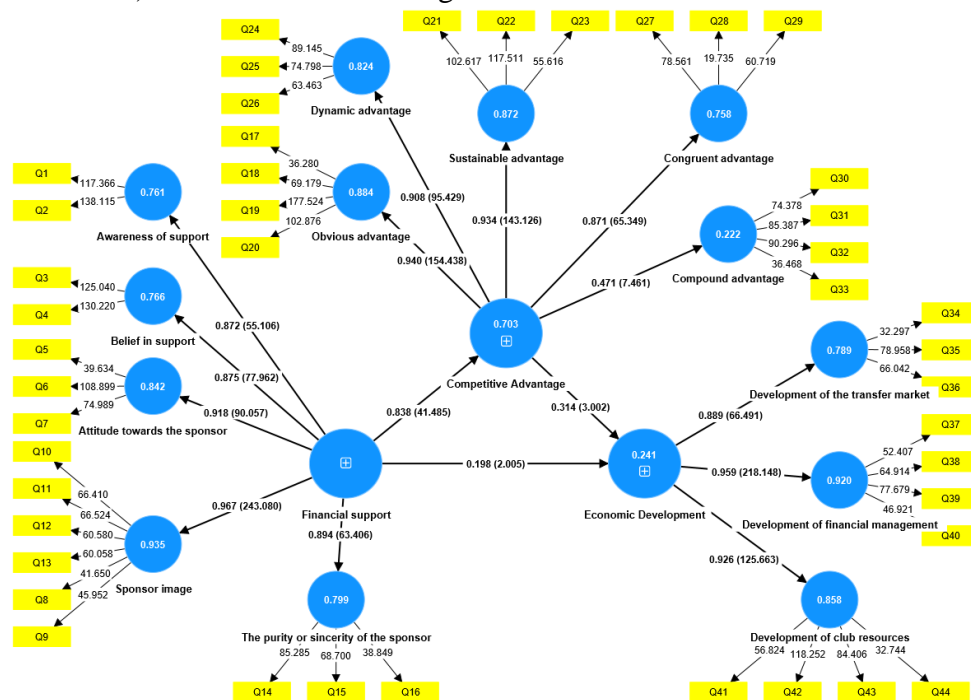 Q24
Q25
Q26
89.145
74.798
63.463
0.824
Dynamic advantage
Q21
Q22
Q23
102.617
117.511
55.616
0.872
Sustainable advantage
Q27
Q28
Q29
78.561
19.735
60.719
0.758
Congruent advantage
Q17
Q18
Q19
Q20
36.280
69.179
177.524
102.876
0.884
Obvious advantage
0.908 (95.429)
0.934 (143.126)
0.871 (65.349)
0.940 (154.438)
0.471 (7.461)
Q30
Q31
Q32
Q33
74.378
85.387
90.296
36.468
0.222
Compound advantage
Q1
Q2
117.366
138.115
0.761
Awareness of support
Q3
Q4
125.040
130.220
0.766
Belief in support
0.872 (55.106)
0.875 (77.962)
Q5
Q6
Q7
39.634
108.899
74.989
0.842
Attitude towards the sponsor
0.918 (90.057)
0.703
Competitive Advantage
0.838 (41.485)
0.314 (3.002)
Q34
Q35
Q36
32.297
78.958
66.042
0.789
Development of the transfer market
0.889 (66.491)
Q10
Q11
Q12
Q13
Q8
Q9
66.410
66.524
60.580
60.058
41.650
45.952
0.935
Sponsor image
0.967 (243.080)
Financial support
0.198 (2.005)
0.241
Economic Development
0.959 (218.148)
Q37
Q38
Q39
Q40
52.407
64.914
77.679
46.921
0.920
Development of financial management
0.894 (63.406)
0.926 (125.663)
0.799
The purity or sincerity of the sponsor
85.285
68.700
38.849
Q14
Q15
Q16
0.858
Development of club resources
56.824
118.252
84.406
32.744
Q41
Q42
Q43
Q44